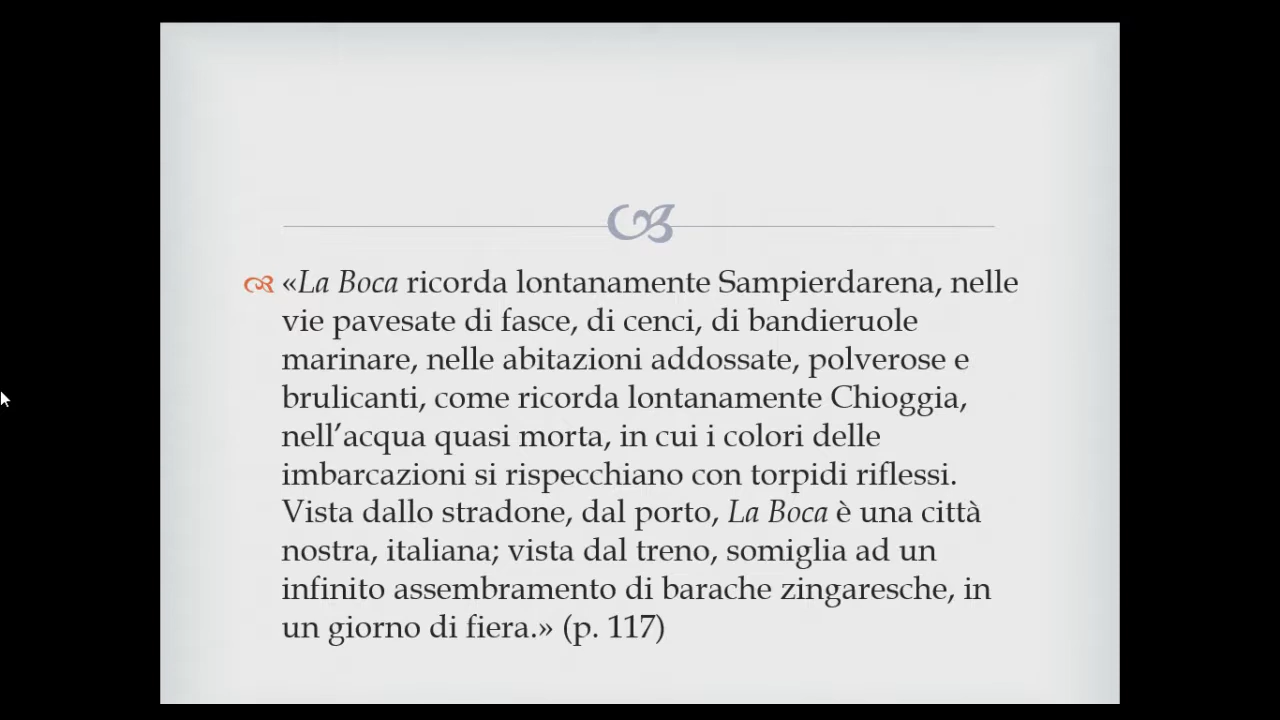 «La Boca ricorda lontanamente Sampierdarena, nelle
vie pavesate di fasce, di cenci, di bandieruole
marinare, nelle abitazioni addossate, polverose e
brulicanti, come ricorda lontanamente Chioggia,
nell’acqua quasi morta, in cui i colori delle
imbarcazioni si rispecchiano con torpidi riflessi.
Vista dallo stradone, dal porto, La Boca è una città
nostra, italiana; vista dal treno, somiglia ad un
infinito assembramento di barache zingaresche, in
un giorno di fiera.» (p. 117)